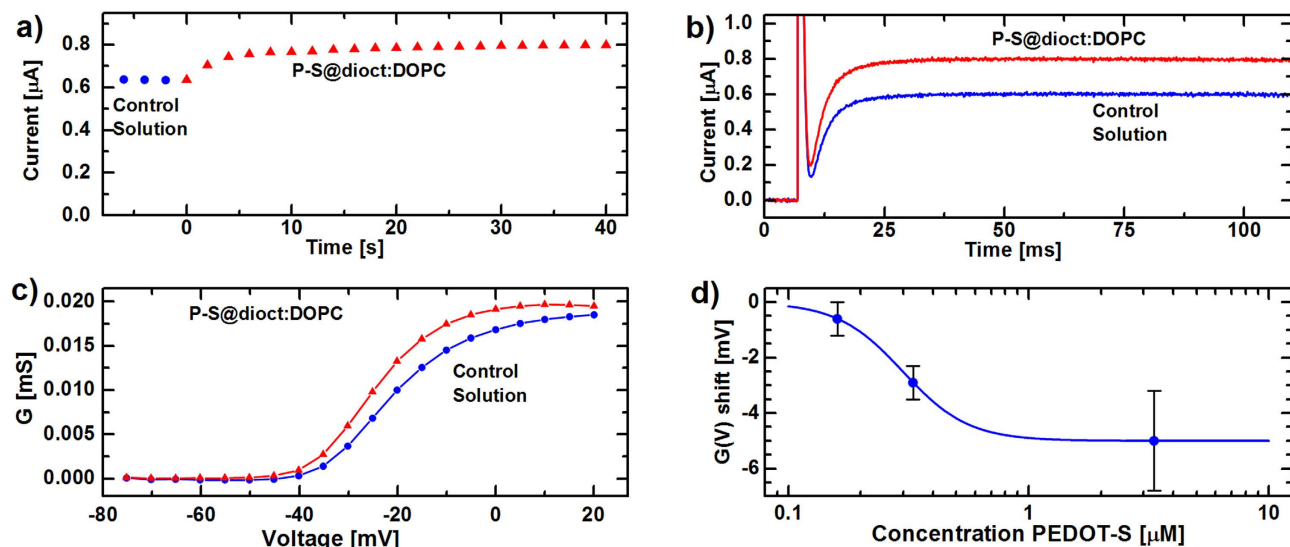 a)
Current [μA]
0.8
0.6
0.4
0.2
0.0
P-S@dioct:DOPC
Control
Solution
0
10
20
30
40
Time [s]
b)
Current [μA]
1.0
0.8
0.6
0.4
0.2
0.0
P-S@dioct:DOPC
Control
Solution
0
25
50
75
100
Time [ms]
c)
G [mS]
0.020
0.015
0.010
0.005
0.000
P-S@dioct:DOPC
Control
Solution
-80
-60
-40
-20
0
20
Voltage [mV]
d)
G(V) shift [mV]
0
-2
-4
-6
0.1
1
10
Concentration PEDOT-S [μM]